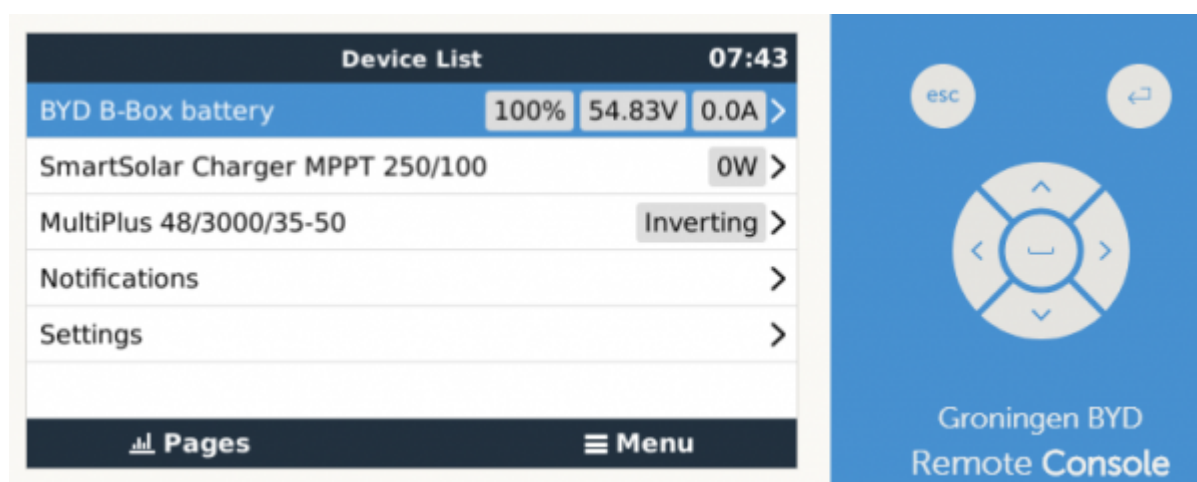 Device List 07:43
BYD B-Box battery 100% 54.83V 0.0A
SmartSolar Charger MPPT 250/100 0W
MultiPlus 48/3000/35-50 Inverting
Notifications
Settings
Pages Menu
esc
Groningen BYD
Remote Console